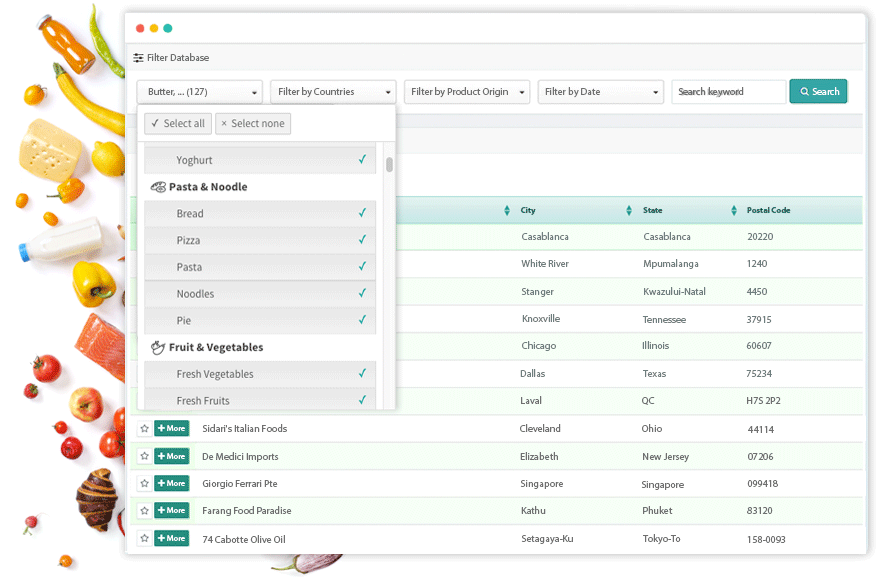 Filter Database
Butter, ... (127) Filter by Countries Filter by Product Origin Filter by Date Search keyword Search
✓ Select all × Select none
Yoghurt
Pasta & Noodle
Bread
Pizza
Pasta
Noodles
Pie
Fruit & Vegetables
Fresh Vegetables
Fresh Fruits
City State Postal Code
Casablanca Casablanca 20220
White River Mpumalanga 1240
Stanger Kwazului-Natal 4450
Knoxville Tennessee 37915
Chicago Illinois 60607
Dallas Texas 75234
Laval QC H7S 2P2
+ More Sidari's Italian Foods Cleveland Ohio 44114
+ More De Medici Imports Elizabeth New Jersey 07206
+ More Giorgio Ferrari Pte Singapore Singapore 099418
+ More Farang Food Paradise Kathu Phuket 83120
+ More 74 Cabotte Olive Oil Setagaya-Ku Tokyo-To 158-0093